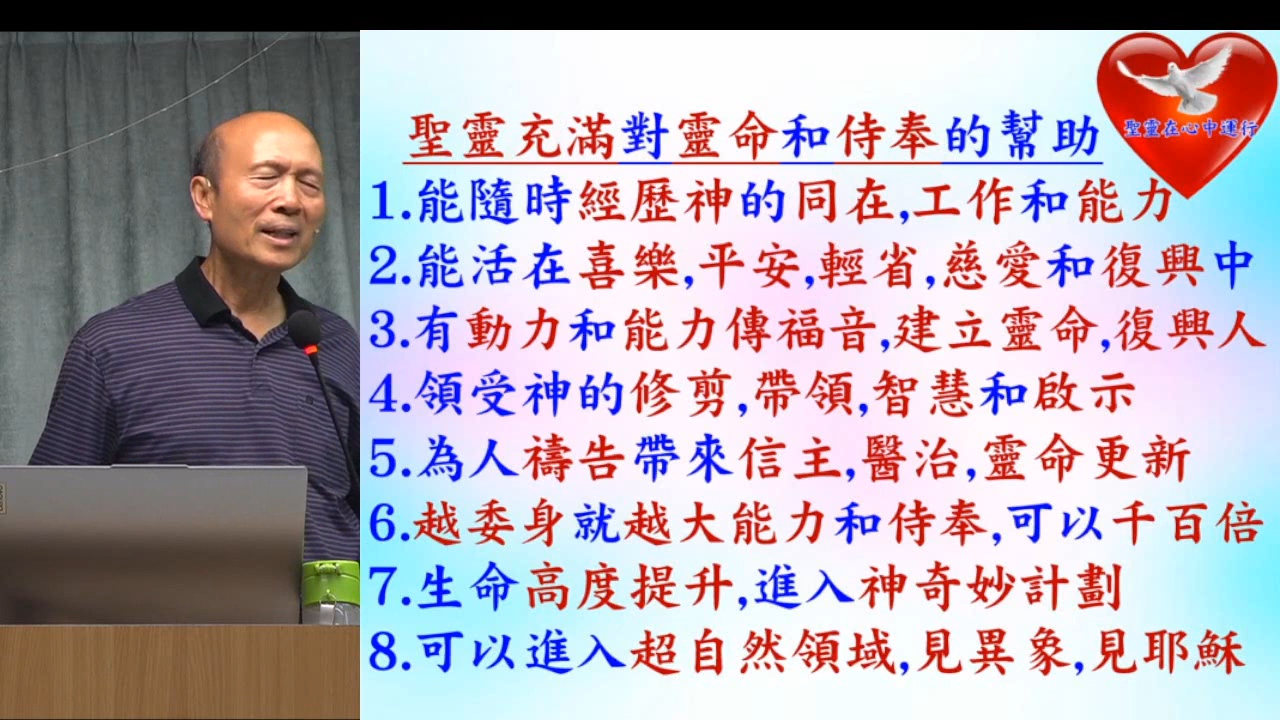 聖靈充滿對靈命和侍奉的幫助
聖靈在心中運行
1.能隨時經歷神的同在,工作和能力
2.能活在喜樂,平安,輕省,慈愛和復興中
3.有動力和能力傳福音,建立靈命,復興人
4.領受神的修剪,帶領,智慧和啟示
5.為人禱告帶來信主,醫治,靈命更新
6.越委身就越大能力和侍奉,可以千百倍
7.生命高度提升,進入神奇妙計劃
8.可以進入超自然領域,見異象,見耶穌